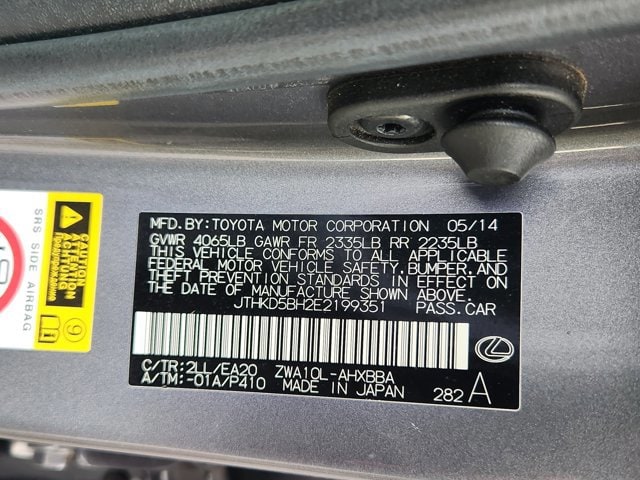 MFD. BY: TOYOTA MOTOR CORPORATION 05/14
GVWR 4065LB GAWR FR 2335LB RR 2235LB
THIS VEHICLE CONFORMS TO ALL APPLICABLE
FEDERAL MOTOR VEHICLE SAFETY, BUMPER, AND
THEFT PREVENTION STANDARDS IN EFFECT ON
THE DATE OF MANUFACTURE SHOWN ABOVE.
JTHKD5BH2E2199351 PASS. CAR
C/TR: 2LL/EA20 ZWA10L-AHXBBA
A/TM: -01A/P410 MADE IN JAPAN 282 A
SRS SIDE AIRBAG
CAUTION
ATTENTION
ACHTUNG
9